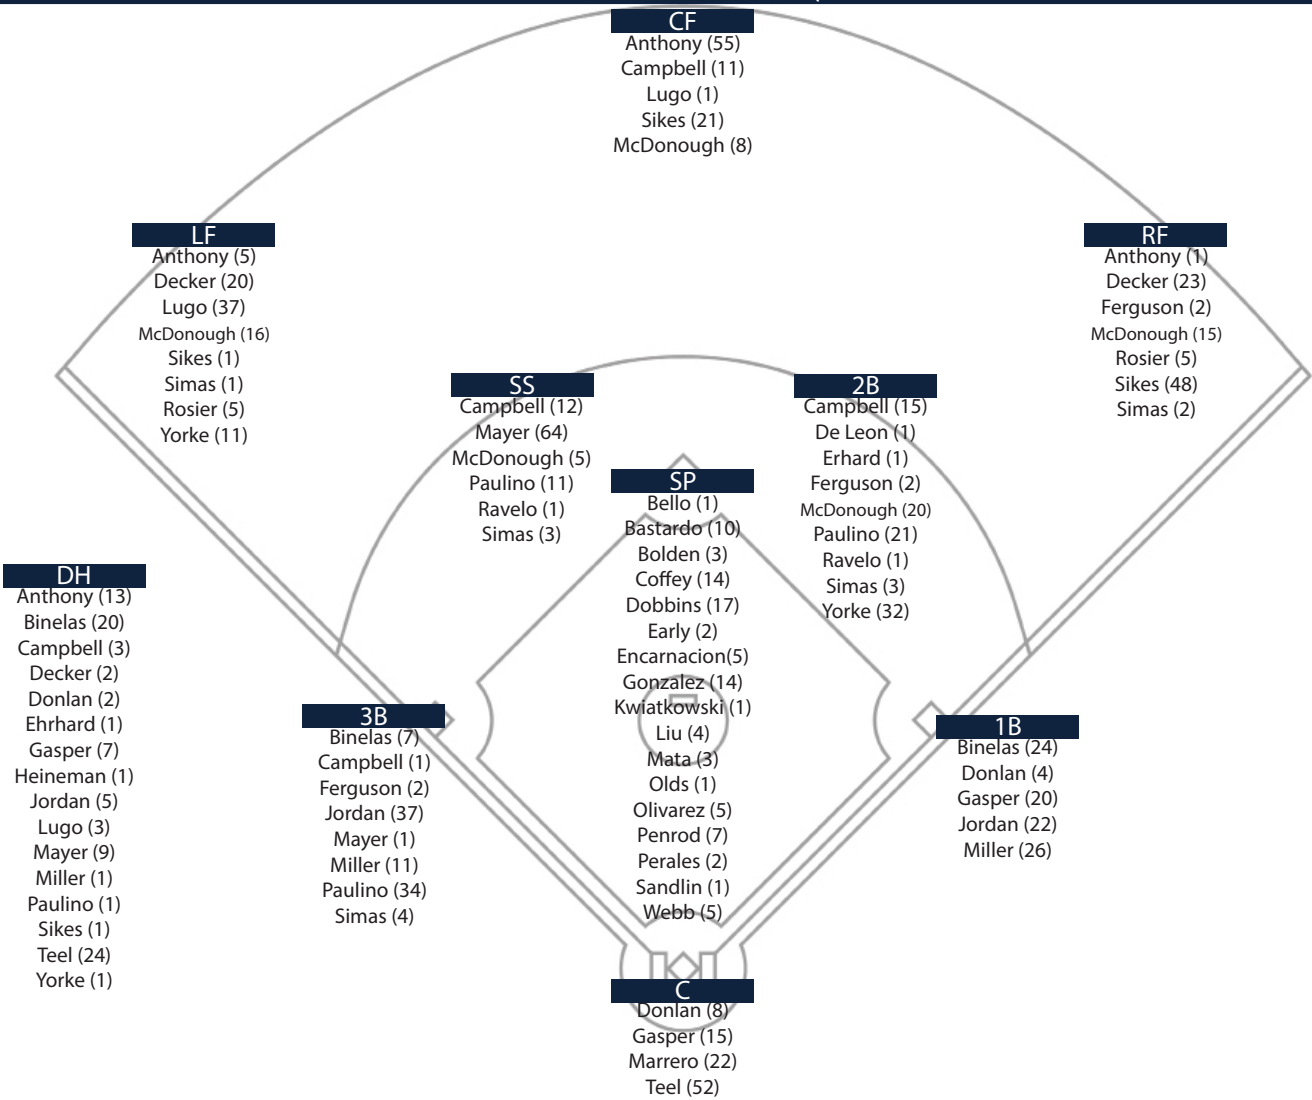 CF
Anthony (55)
Campbell (11)
Lugo (1)
Sikes (21)
McDonough (8)
LF
Anthony (5)
Decker (20)
Lugo (37)
McDonough (16)
Sikes (1)
Simas (1)
Rosier (5)
Yorke (11)
RF
Anthony (1)
Decker (23)
Ferguson (2)
McDonough (15)
Rosier (5)
Sikes (48)
Simas (2)
SS
Campbell (12)
Mayer (64)
McDonough (5)
Paulino (11)
Ravelo (1)
Simas (3)
2B
Campbell (15)
De Leon (1)
Erhard (1)
Ferguson (2)
McDonough (20)
Paulino (21)
Ravelo (1)
Simas (3)
Yorke (32)
SP
Bello (1)
Bastardo (10)
Bolden (3)
Coffey (14)
Dobbins (17)
Early (2)
Encarnacion(5)
Gonzalez (14)
Kwiatkowski (1)
Liu (4)
Mata (3)
Olds (1)
Olivarez (5)
Penrod (7)
Perales (2)
Sandlin (1)
Webb (5)
DH
Anthony (13)
Binelas (20)
Campbell (3)
Decker (2)
Donlan (2)
Ehrhard (1)
Gasper (7)
Heineman (1)
Jordan (5)
Lugo (3)
Mayer (9)
Miller (1)
Paulino (1)
Sikes (1)
Teel (24)
Yorke (1)
3B
Binelas (7)
Campbell (1)
Ferguson (2)
Jordan (37)
Mayer (1)
Miller (11)
Paulino (34)
Simas (4)
1B
Binelas (24)
Donlan (4)
Gasper (20)
Jordan (22)
Miller (26)
C
Donlan (8)
Gasper (15)
Marrero (22)
Teel (52)